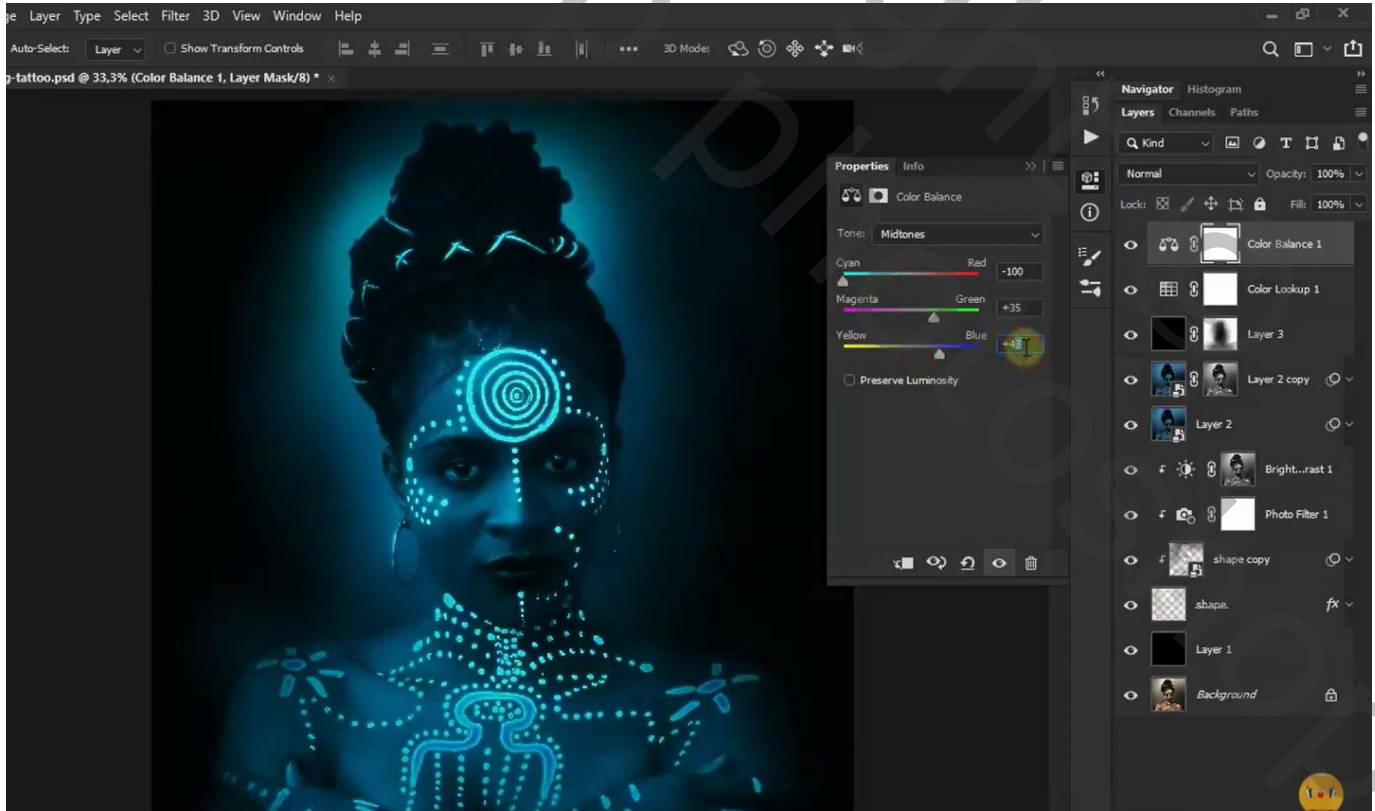 Layer Type Select Filter 3D View Window Help
Auto-Select: Layer Show Transform Controls 3D Mode:
g-tattoo.psd @ 33,3% (Color Balance 1, Layer Mask/8) *
Navigator Histogram
Layers Channels Paths
Kind
Normal Opacity: 100%
Lock: Fill: 100%
Properties Info
Color Balance
Tone: Midtones
Cyan Red -100
Magenta Green +35
Yellow Blue
Preserve Luminosity
Color Balance 1
Color Lookup 1
Layer 3
Layer 2 copy
Layer 2
Bright...rast 1
Photo Filter 1
shape copy
shape
fx
Layer 1
Background